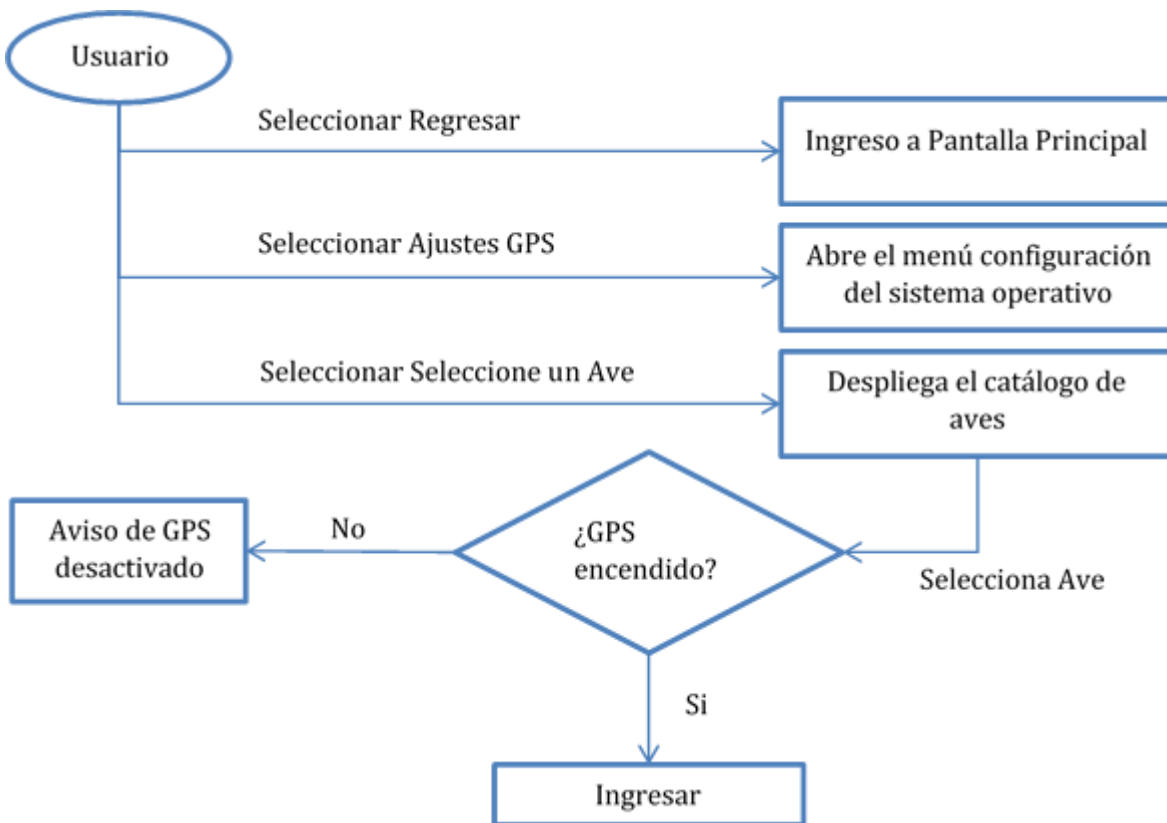 Usuario
Seleccionar Regresar
Ingreso a Pantalla Principal
Seleccionar Ajustes GPS
Abre el menú configuración
del sistema operativo
Seleccionar Seleccione un Ave
Despliega el catálogo de
aves
Aviso de GPS
desactivado
No
¿GPS
encendido?
Selecciona Ave
Si
Ingresar